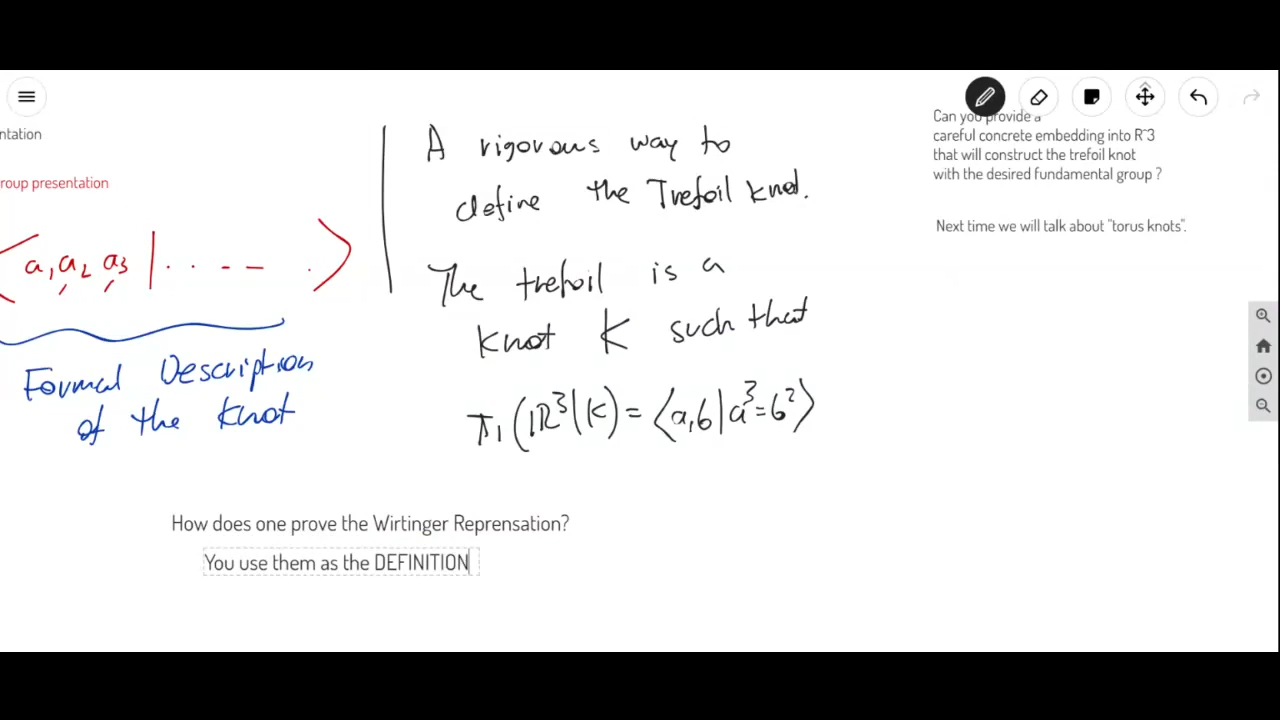 ntation
roup presentation
⟨a₁ a₂ a₃ | . . . . - - . ⟩
Formal Description
of the Knot
A rigorous way to
define the Trefoil knot.
The trefoil is a
knot K such that
π₁(ℝ³\K) = ⟨a,b | a³=b²⟩
How does one prove the Wirtinger Reprensation?
You use them as the DEFINITION
Can you provide a
careful concrete embedding into R^3
that will construct the trefoil knot
with the desired fundamental group ?
Next time we will talk about "torus knots".